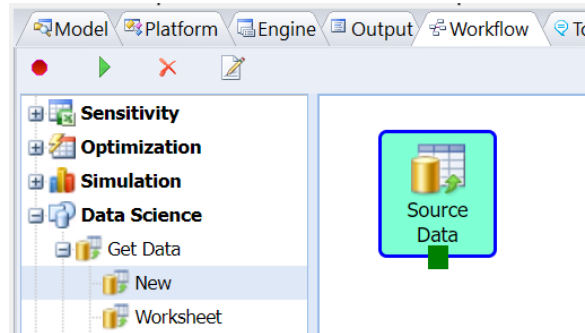 Model Platform Engine Output Workflow To
Sensitivity
Optimization
Simulation
Data Science
Get Data
New
Worksheet
Source
Data